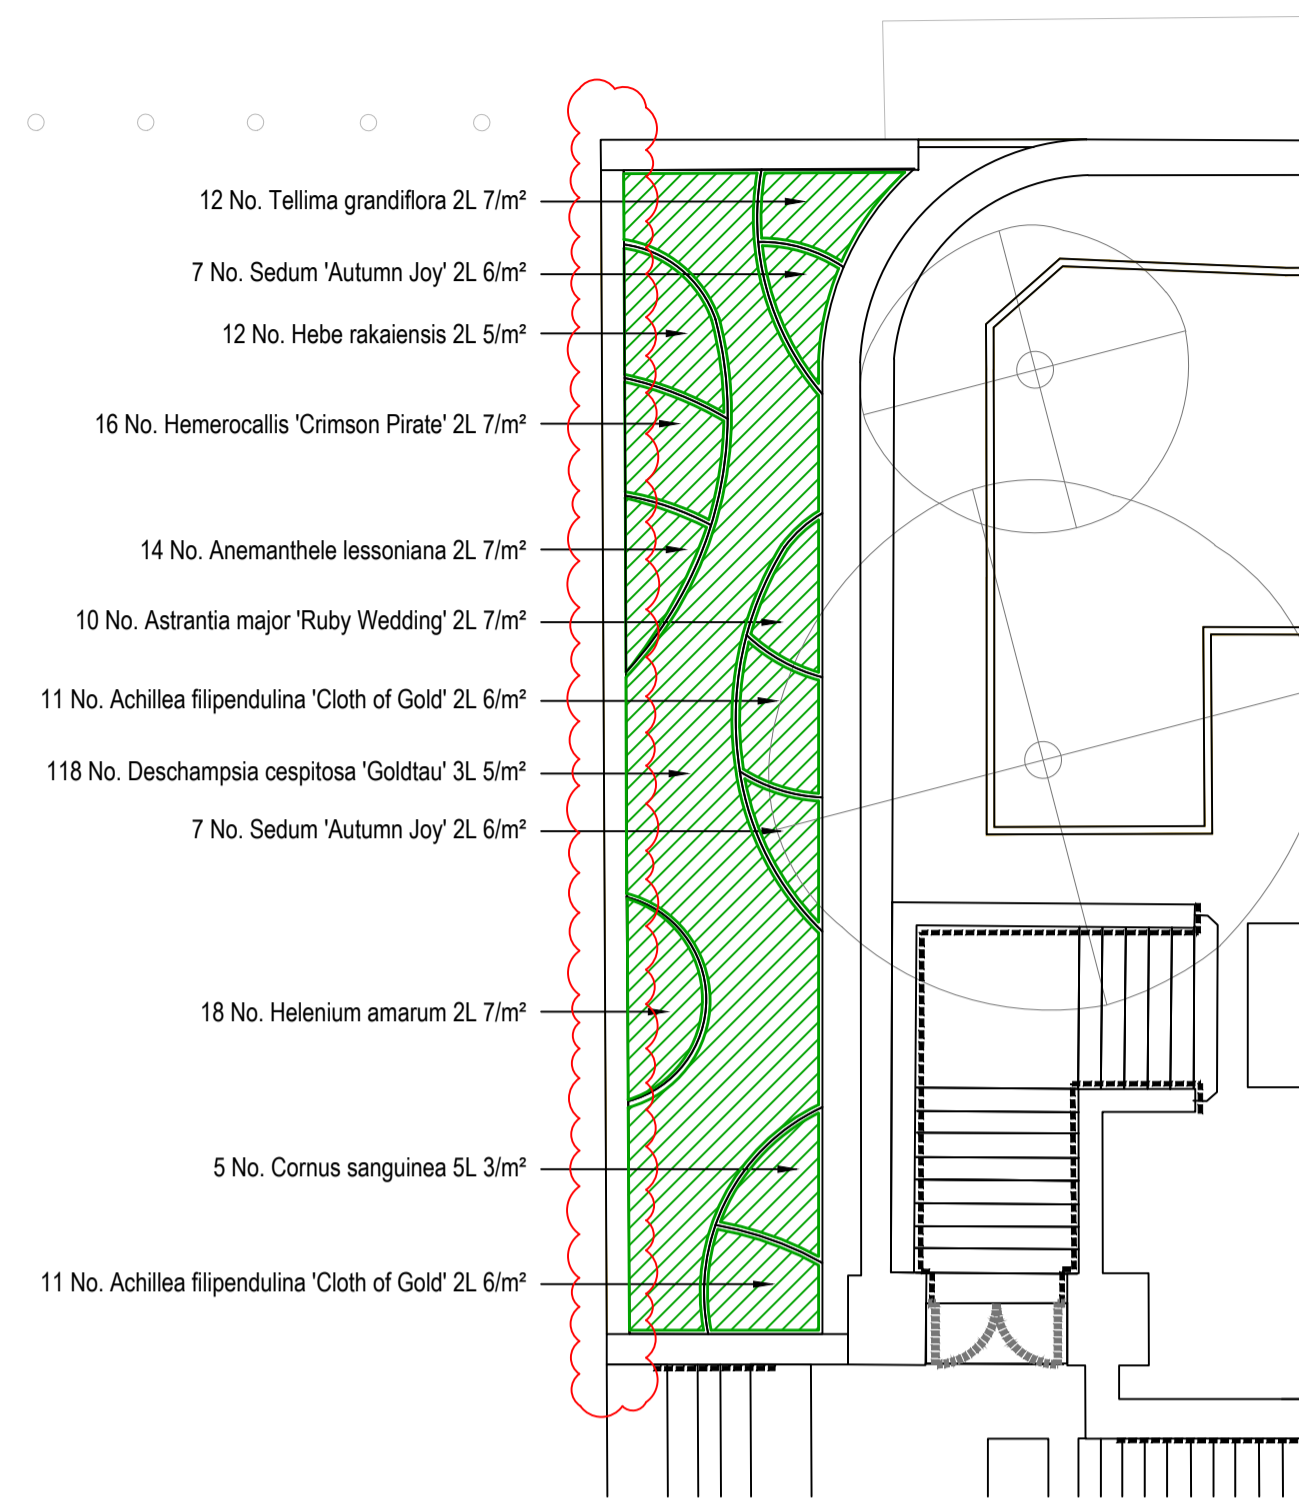 12 No. Tellima grandiflora 2L 7/m²
7 No. Sedum 'Autumn Joy' 2L 6/m²
12 No. Hebe rakaiensis 2L 5/m²
16 No. Hemerocallis 'Crimson Pirate' 2L 7/m²
14 No. Anemanthele lessoniana 2L 7/m²
10 No. Astrantia major 'Ruby Wedding' 2L 7/m²
11 No. Achillea filipendulina 'Cloth of Gold' 2L 6/m²
118 No. Deschampsia cespitosa 'Goldtau' 3L 5/m²
7 No. Sedum 'Autumn Joy' 2L 6/m²
18 No. Helenium amarum 2L 7/m²
5 No. Cornus sanguinea 5L 3/m²
11 No. Achillea filipendulina 'Cloth of Gold' 2L 6/m²